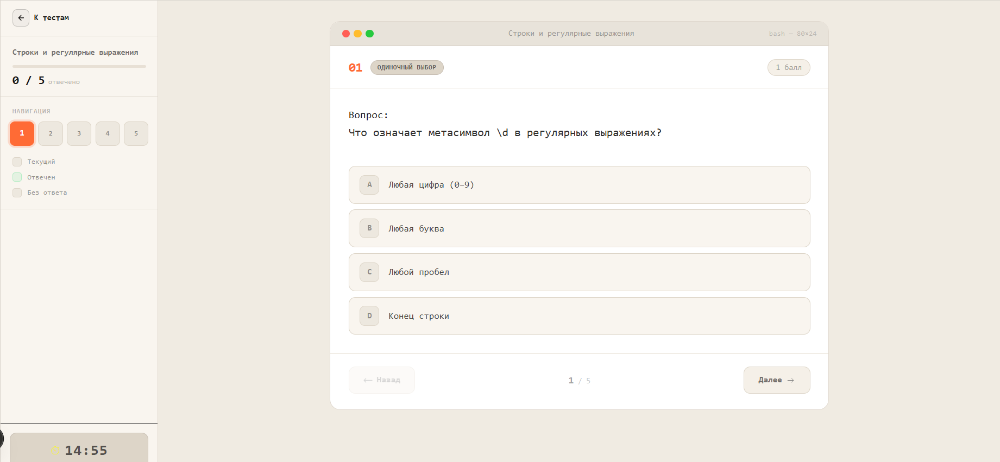 ← К тестам
Строки и регулярные выражения
0 / 5 отвечено
НАВИГАЦИЯ
1 2 3 4 5
Текущий
Отвечен
Без ответа
14:55
Строки и регулярные выражения
bash — 80×24
01 ОДИНОЧНЫЙ ВЫБОР 1 балл
Вопрос:
Что означает метасимвол \d в регулярных выражениях?
A Любая цифра (0–9)
B Любая буква
C Любой пробел
D Конец строки
← Назад 1 / 5 Далее →